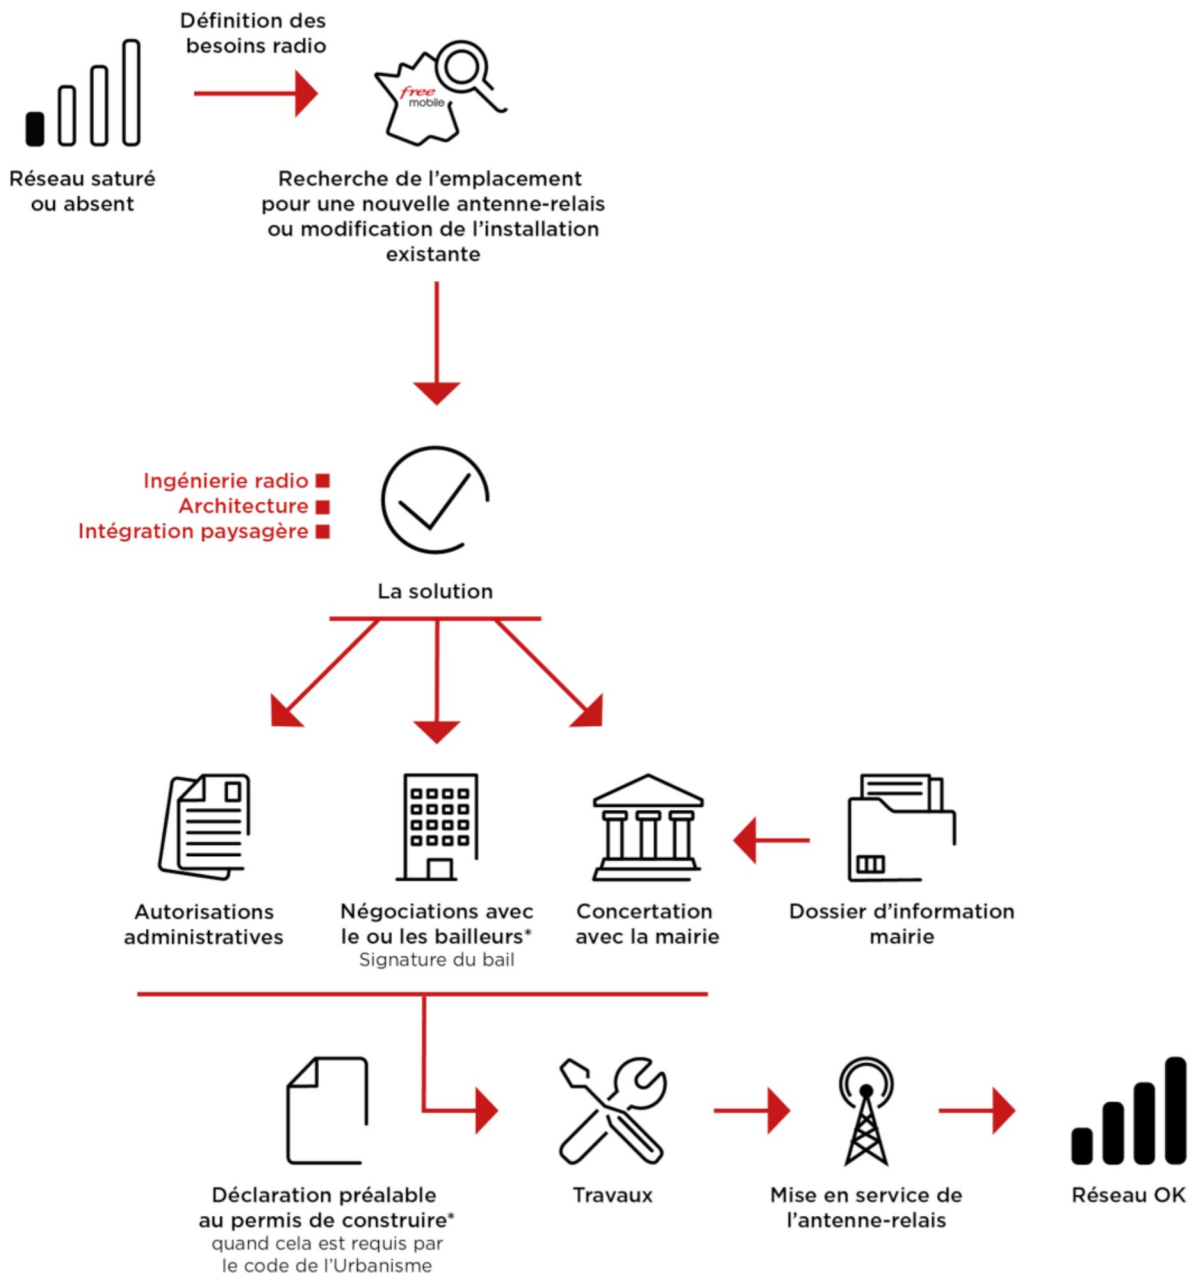 Définition des
besoins radio
free
mobile
Réseau saturé
ou absent
Recherche de l'emplacement
pour une nouvelle antenne-relais
ou modification de l'installation
existante
Ingénierie radio
Architecture
Intégration paysagère
La solution
Autorisations
administratives
Négociations avec
le ou les bailleurs*
Signature du bail
Concertation
avec la mairie
Dossier d'information
mairie
Déclaration préalable
au permis de construire*
quand cela est requis par
le code de l'Urbanisme
Travaux
Mise en service de
l'antenne-relais
Réseau OK